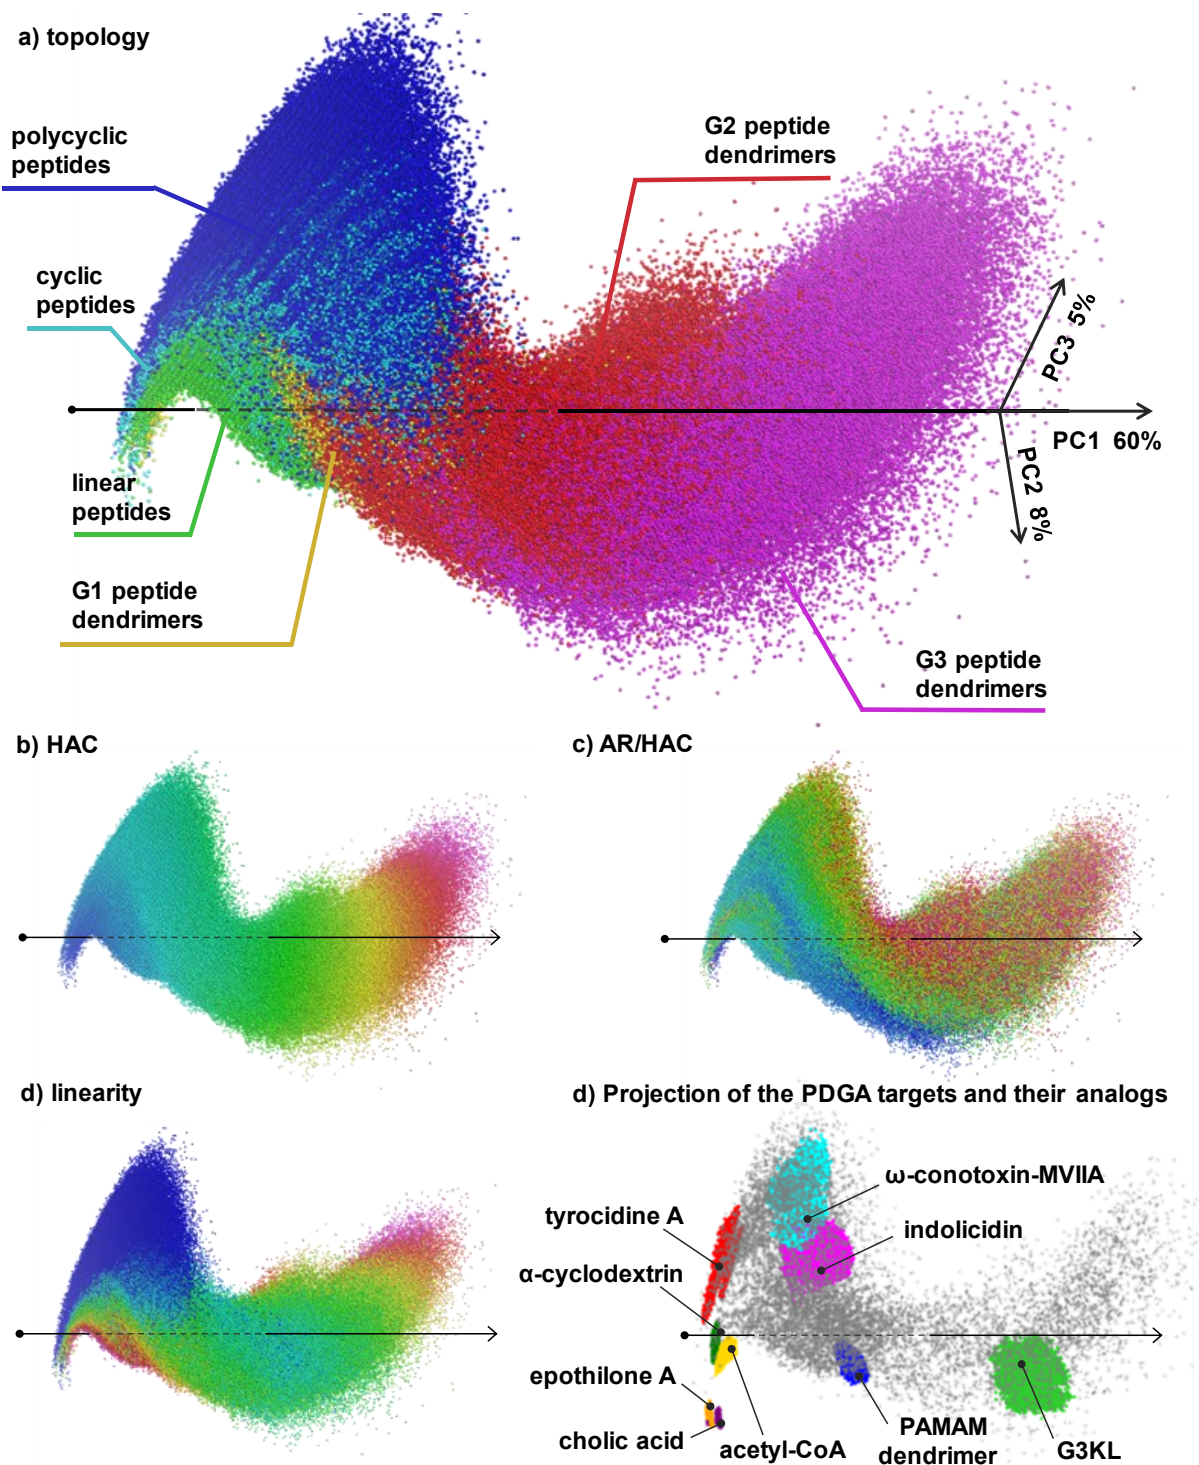 a) topology
polycyclic
peptides
G2 peptide
dendrimers
cyclic
peptides
PC3 5%
PC1 60%
PC2 8%
linear
peptides
G1 peptide
dendrimers
G3 peptide
dendrimers
b) HAC
c) AR/HAC
d) linearity
d) Projection of the PDGA targets and their analogs
ω-conotoxin-MVIIA
tyrocidine A
indolicidin
α-cyclodextrin
epothilone A
cholic acid
acetyl-CoA
PAMAM
dendrimer
G3KL